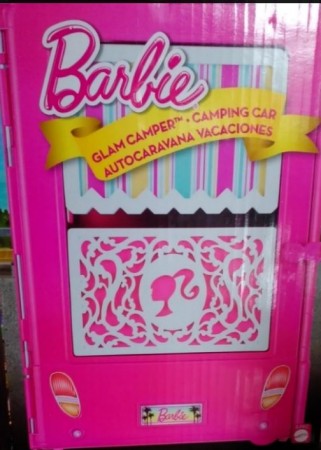 Barbie
GLAM CAMPER™ • CAMPING CAR
AUTOCARAVANA VACACIONES
Barbie